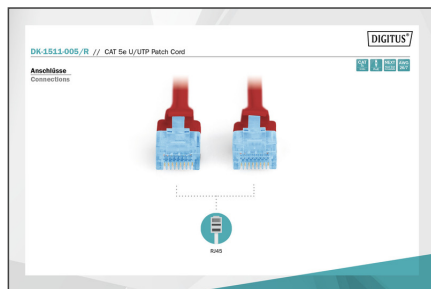 DIGITUS®
DK-1511-005/R // CAT 5e U/UTP Patch Cord
Anschlüsse
Connections
RJ45